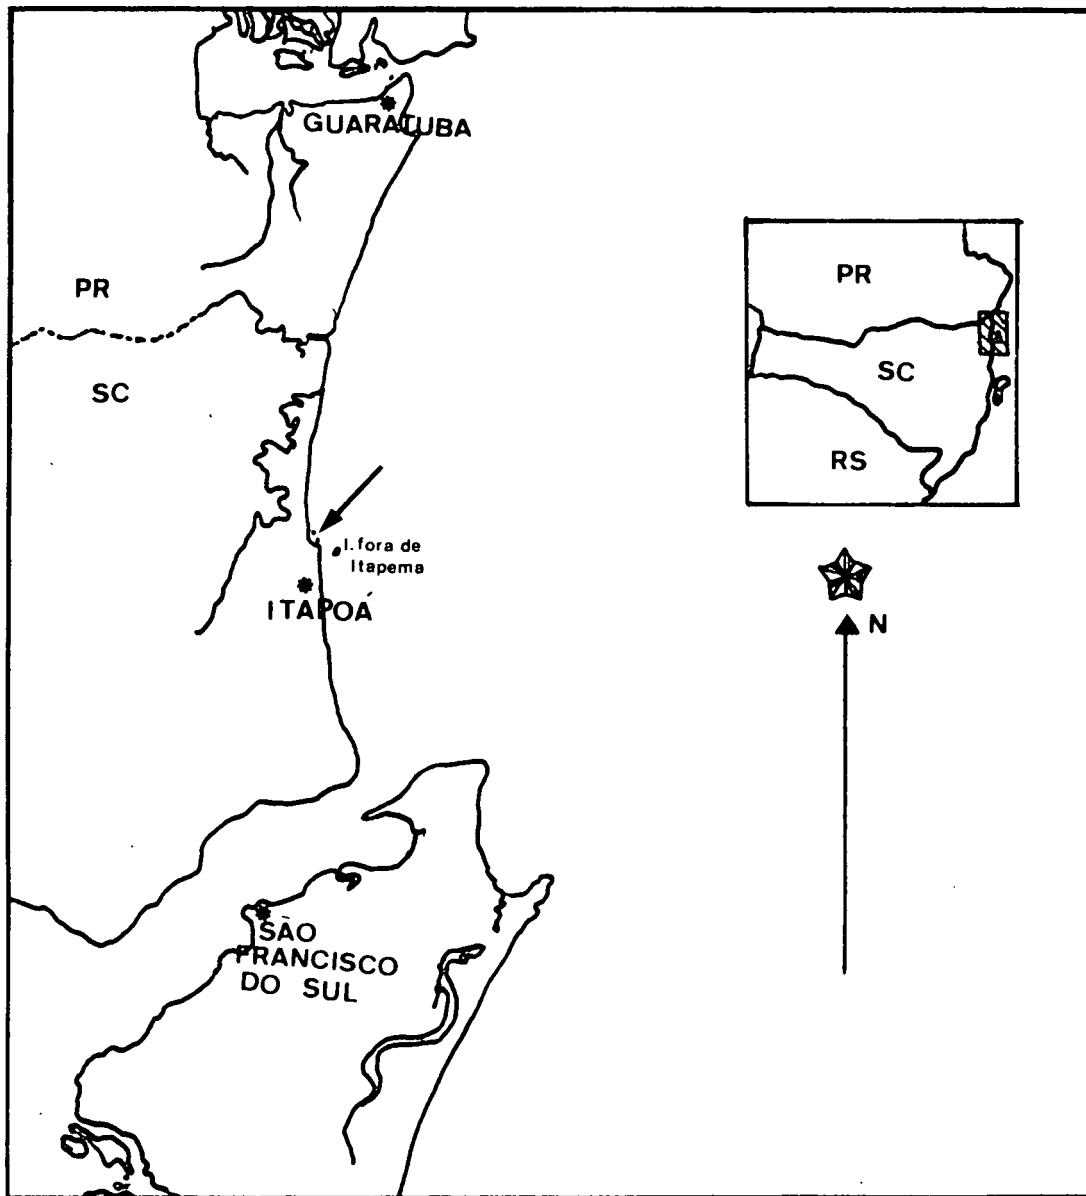 GUARATUBA
PR
SC
I. fora de
Itapema
ITAPOÁ
SÃO
FRANCISCO
DO SUL
PR
SC
RS
N